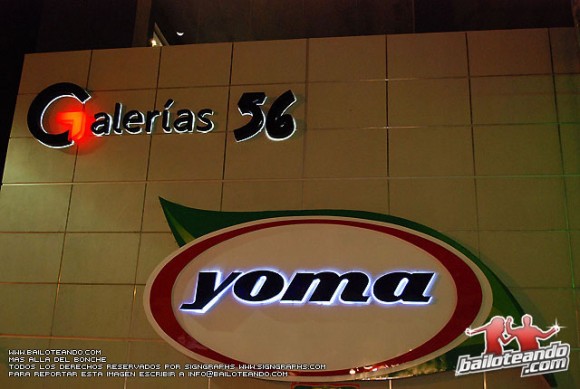 Galerías 56
yoma
WWW.BAILOTEANDO.COM
MAS ALLA DEL BONCHE
TODOS LOS DERECHOS RESERVADOS POR SIGNGRAPHS WWW.SIGNGRAPHS.COM
PARA REPORTAR ESTA IMAGEN ESCRIBIR A INFO@BAILOTEANDO.COM
bailoteando
.com